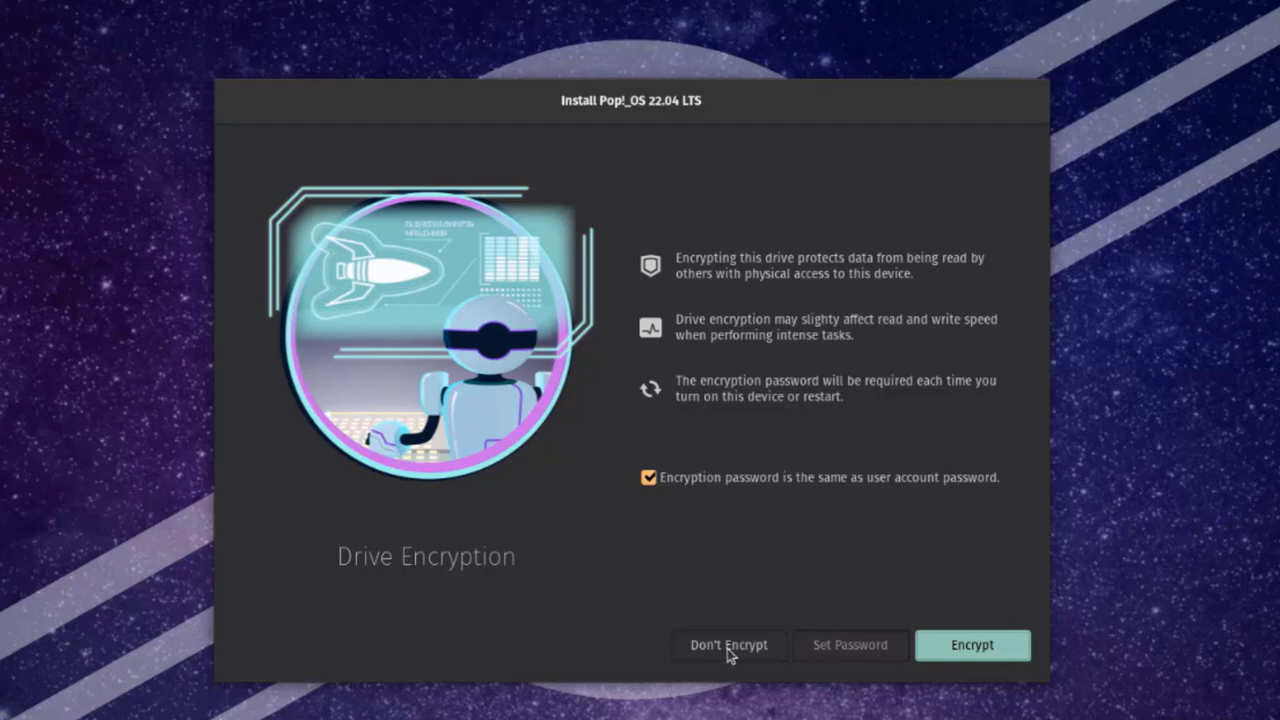 Install Pop!_OS 22.04 LTS
Encrypting this drive protects data from being read by
others with physical access to this device.
Drive encryption may slighty affect read and write speed
when performing intense tasks.
The encryption password will be required each time you
turn on this device or restart.
Encryption password is the same as user account password.
Drive Encryption
Don't Encrypt
Set Password
Encrypt